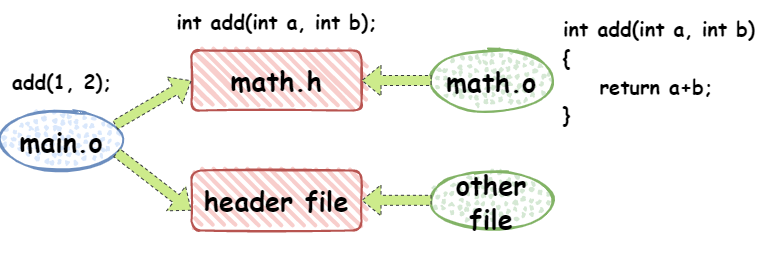 int add(int a, int b);
int add(int a, int b)
{
return a+b;
}
add(1, 2);
math.h
math.o
main.o
header file
other
file